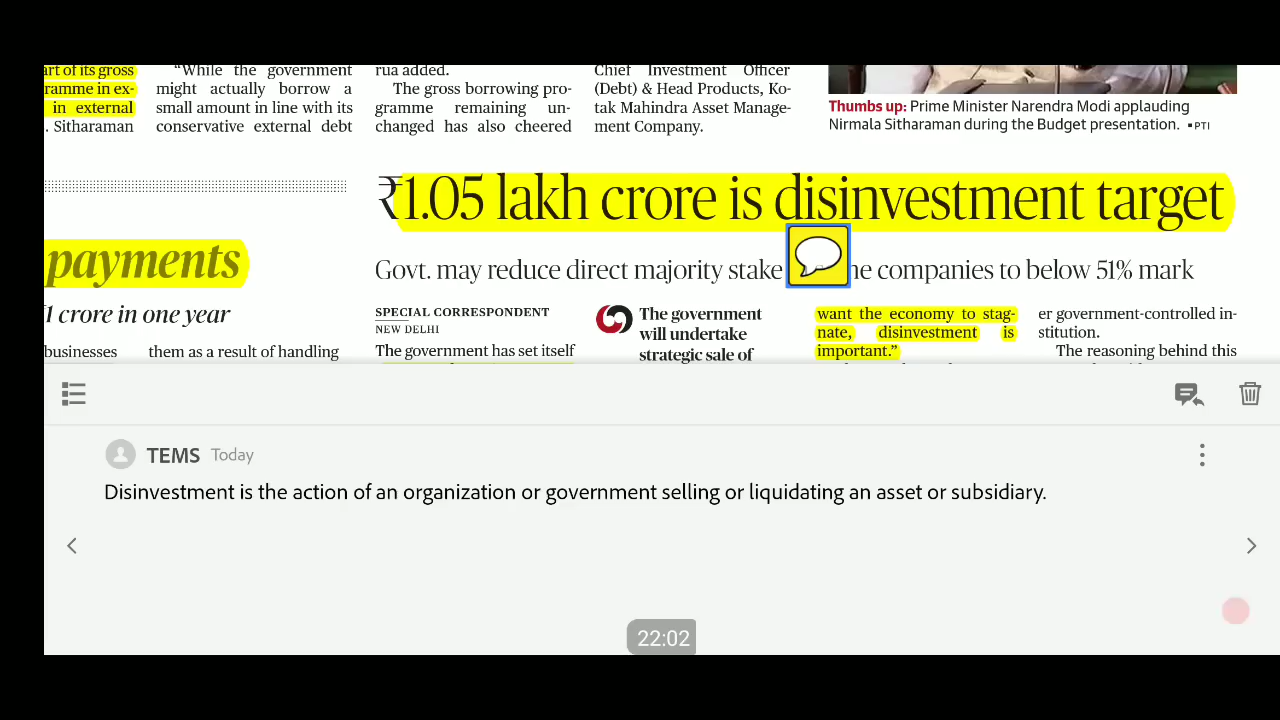 art of its gross
ramme in ex-
in external
. Sitharaman
“While the government
might actually borrow a
small amount in line with its
conservative external debt
rua added.
The gross borrowing pro-
gramme remaining un-
changed has also cheered
Chief Investment Officer
(Debt) & Head Products, Ko-
tak Mahindra Asset Manage-
ment Company.
Thumbs up: Prime Minister Narendra Modi applauding
Nirmala Sitharaman during the Budget presentation. ▪PTI
₹1.05 lakh crore is disinvestment target
Govt. may reduce direct majority stake companies to below 51% mark
payments
₹1 crore in one year
businesses
them as a result of handling
SPECIAL CORRESPONDENT
NEW DELHI
The government has set itself
The government
will undertake
strategic sale of
want the economy to stag-
nate, disinvestment is
important.”
er government-controlled in-
stitution.
The reasoning behind this
TEMS Today
Disinvestment is the action of an organization or government selling or liquidating an asset or subsidiary.
22:02